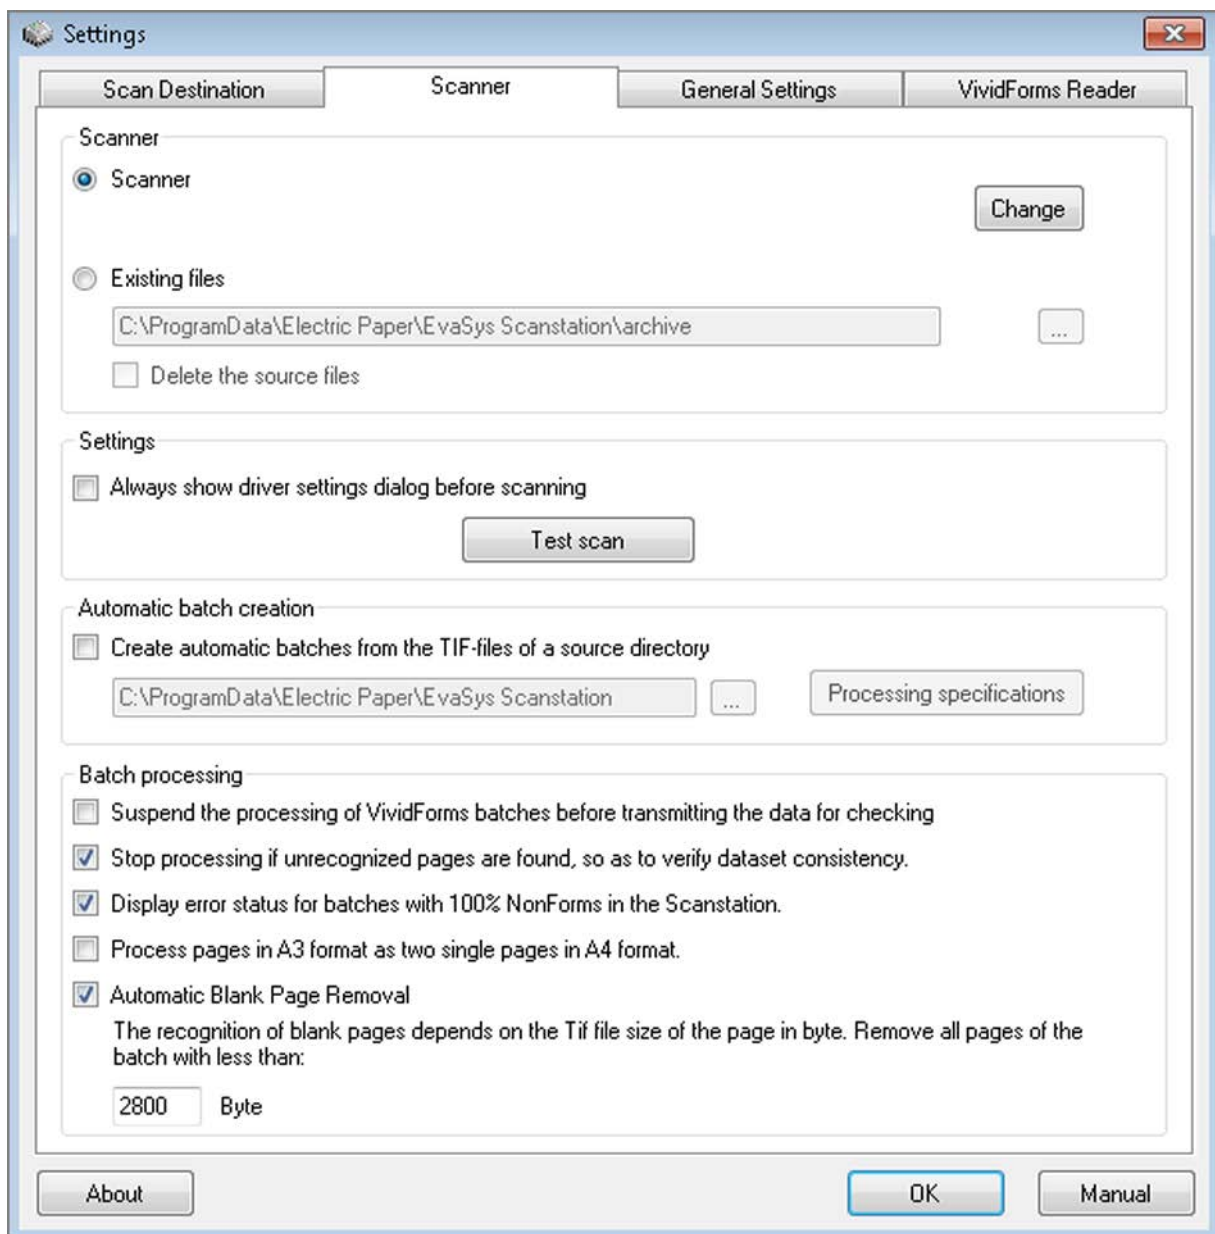 Settings
Scan Destination
Scanner
General Settings
VividForms Reader
Scanner
Scanner
Change
Existing files
C:\ProgramData\Electric Paper\EvaSys Scanstation\archive
...
Delete the source files
Settings
Always show driver settings dialog before scanning
Test scan
Automatic batch creation
Create automatic batches from the TIF-files of a source directory
C:\ProgramData\Electric Paper\EvaSys Scanstation
...
Processing specifications
Batch processing
Suspend the processing of VividForms batches before transmitting the data for checking
Stop processing if unrecognized pages are found, so as to verify dataset consistency.
Display error status for batches with 100% NonForms in the Scanstation.
Process pages in A3 format as two single pages in A4 format.
Automatic Blank Page Removal
The recognition of blank pages depends on the Tif file size of the page in byte. Remove all pages of the
batch with less than:
2800 Byte
About
OK
Manual